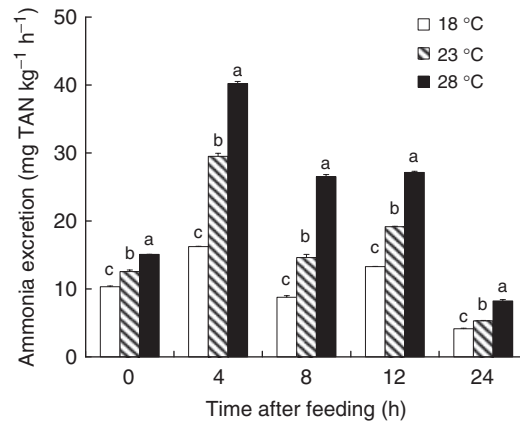 50
40
30
20
10
0
Ammonia excretion (mg TAN kg⁻¹ h⁻¹)
18 °C
23 °C
28 °C
c b a
c b a
c b a
c b a
c b a
0 4 8 12 24
Time after feeding (h)